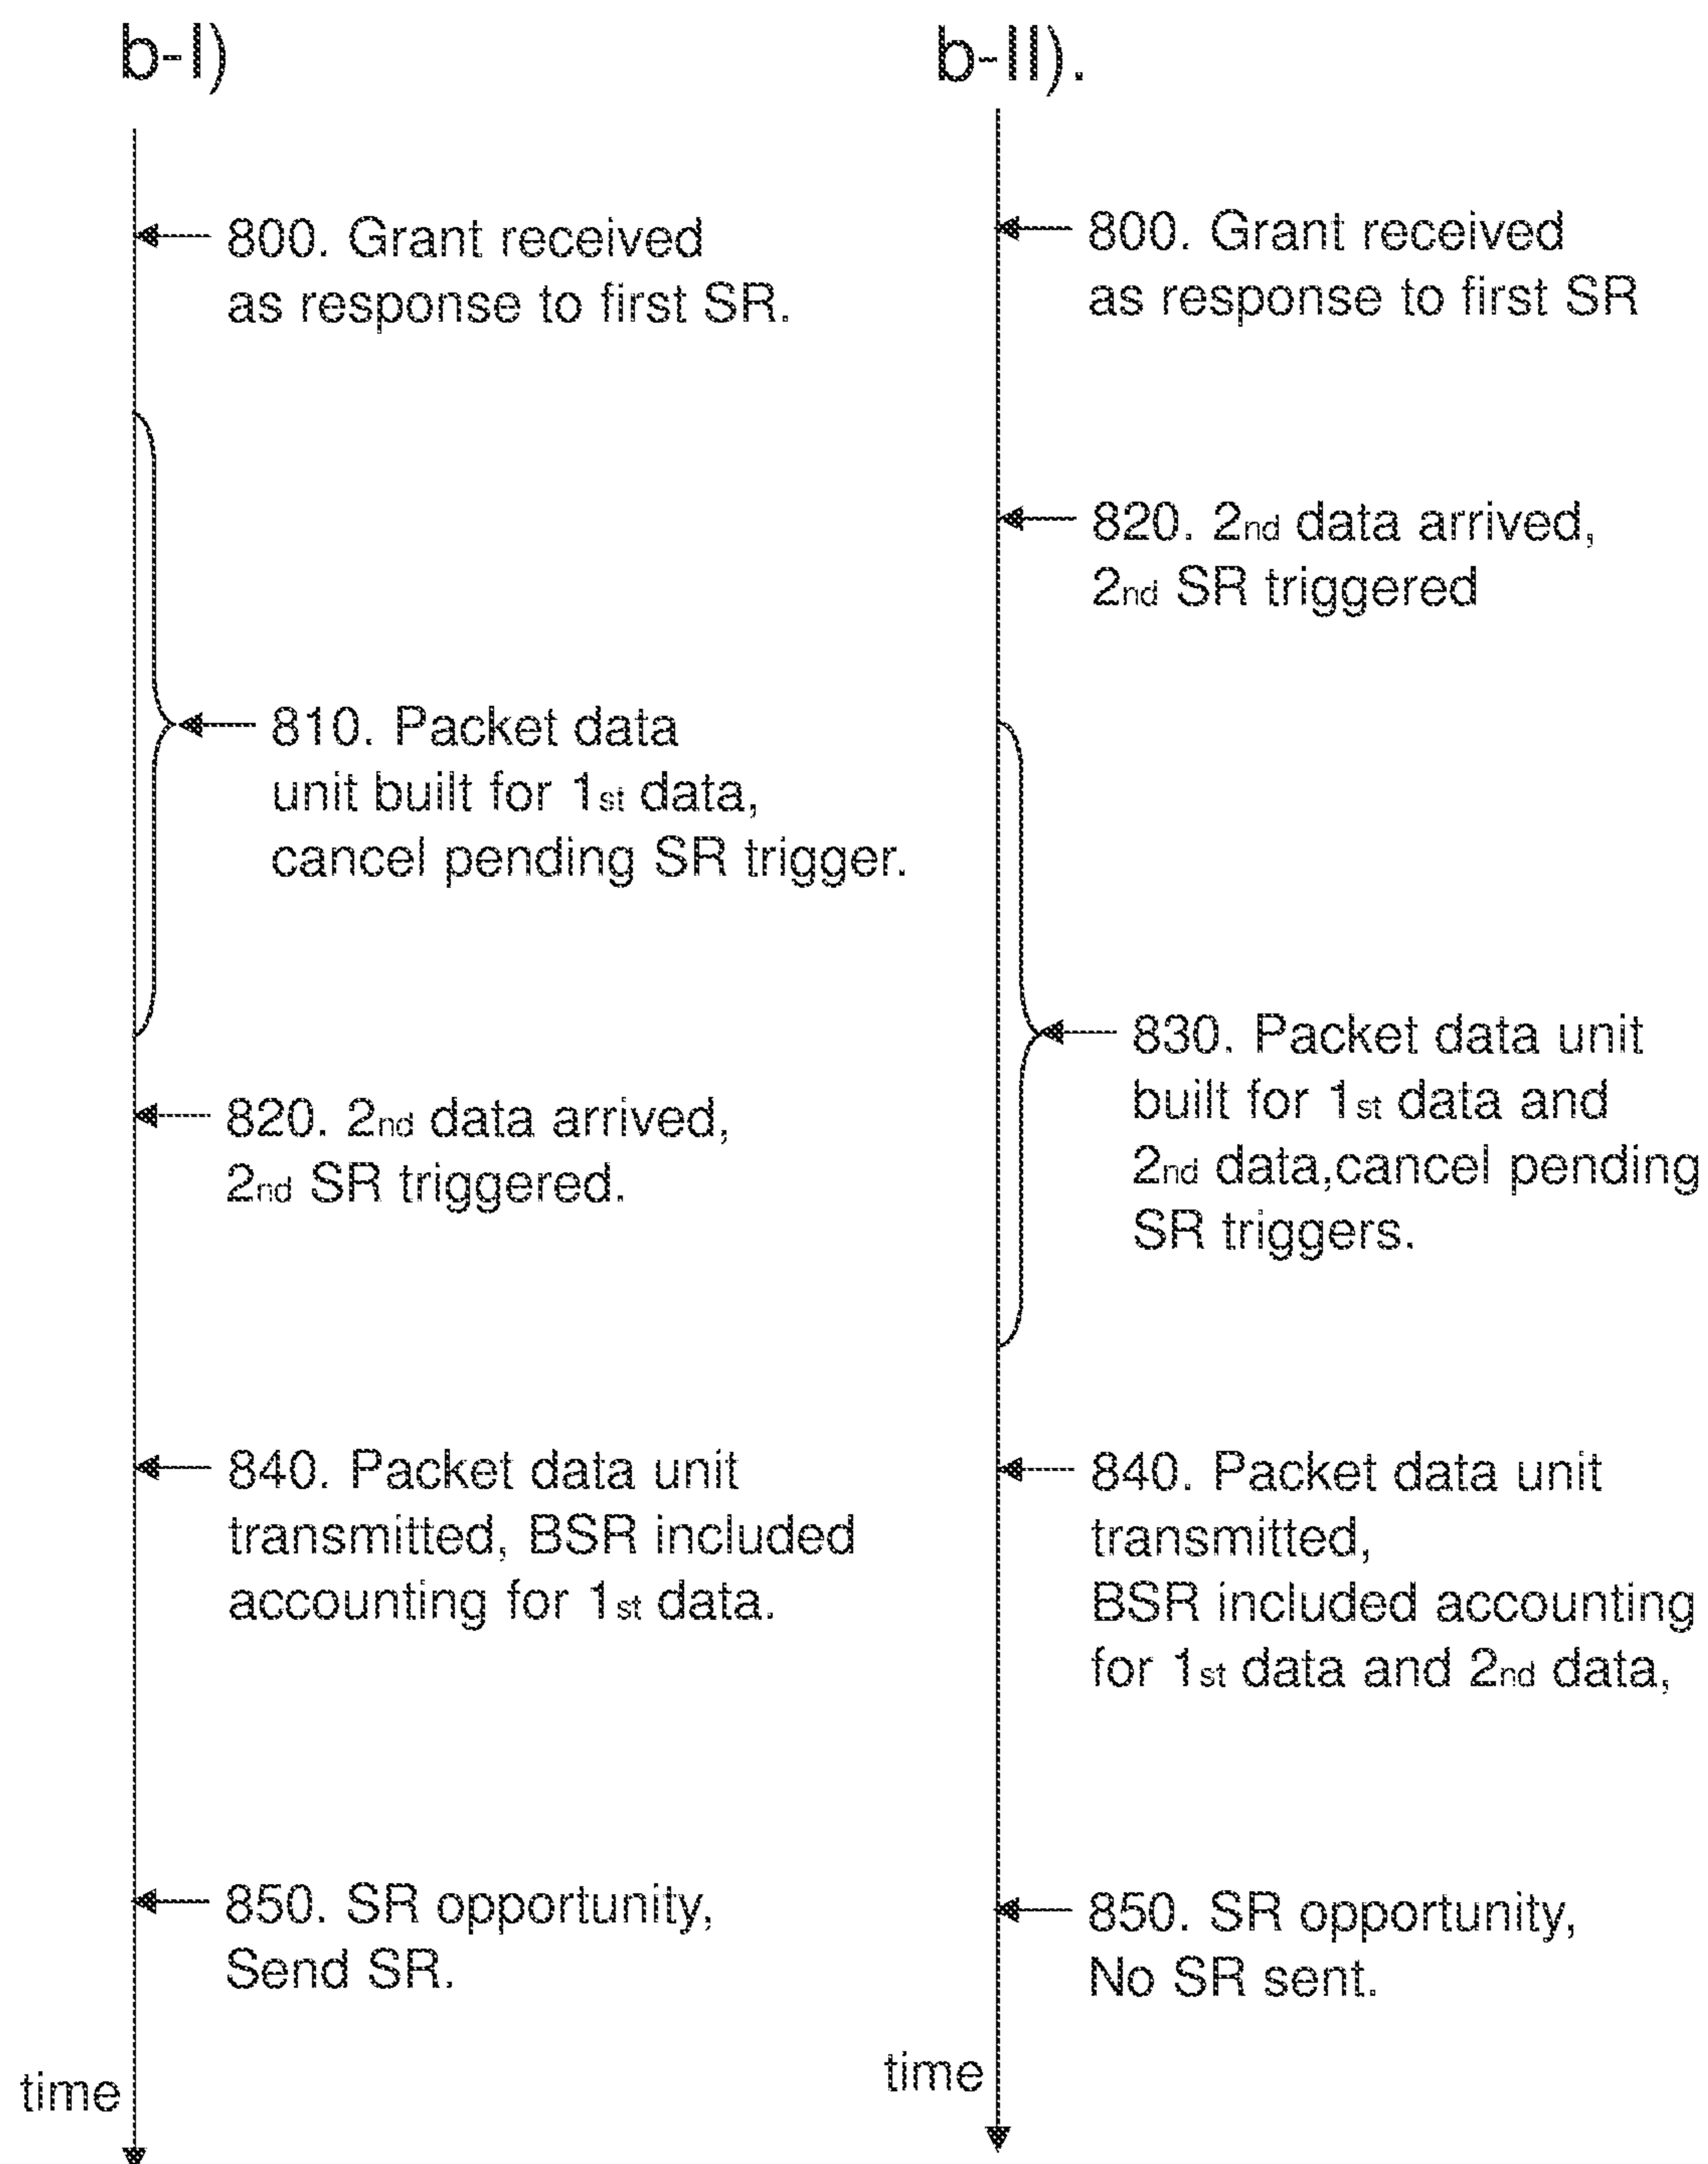 b-I)
800. Grant received
as response to first SR.
810. Packet data
unit built for 1st data,
cancel pending SR trigger.
820. 2nd data arrived,
2nd SR triggered.
840. Packet data unit
transmitted, BSR included
accounting for 1st data.
850. SR opportunity,
Send SR.
time
b-II).
800. Grant received
as response to first SR
820. 2nd data arrived,
2nd SR triggered
830. Packet data unit
built for 1st data and
2nd data,cancel pending
SR triggers.
840. Packet data unit
transmitted,
BSR included accounting
for 1st data and 2nd data,
850. SR opportunity,
No SR sent.
time